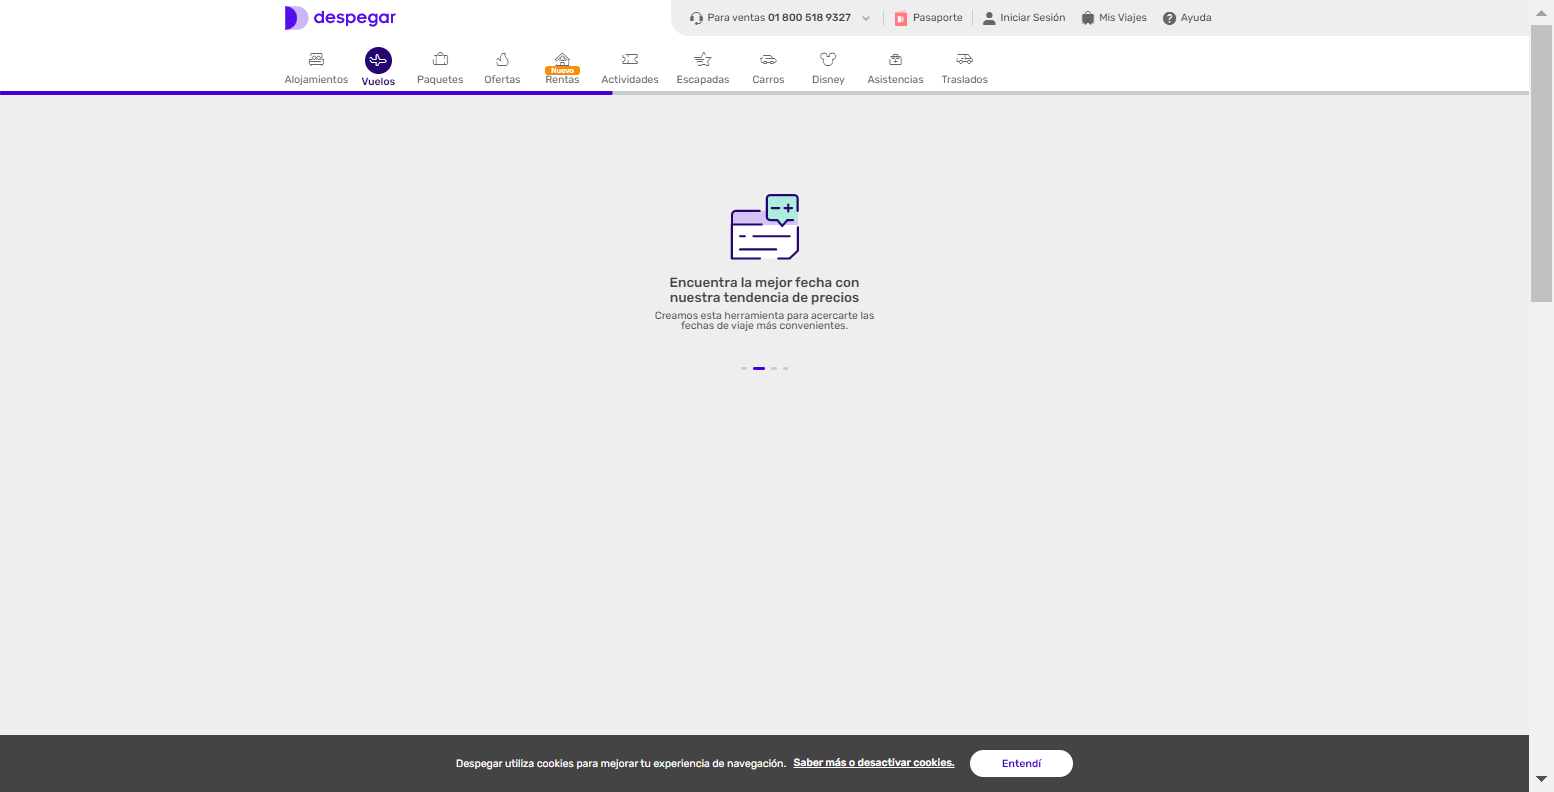 despegar
Para ventas 01 800 518 9327
Pasaporte
Iniciar Sesión
Mis Viajes
Ayuda
Alojamientos
Vuelos
Paquetes
Ofertas
Nuevo
Rentas
Actividades
Escapadas
Carros
Disney
Asistencias
Traslados
Encuentra la mejor fecha con
nuestra tendencia de precios
Creamos esta herramienta para acercarte las
fechas de viaje más convenientes.
Despegar utiliza cookies para mejorar tu experiencia de navegación. Saber más o desactivar cookies.
Entendí